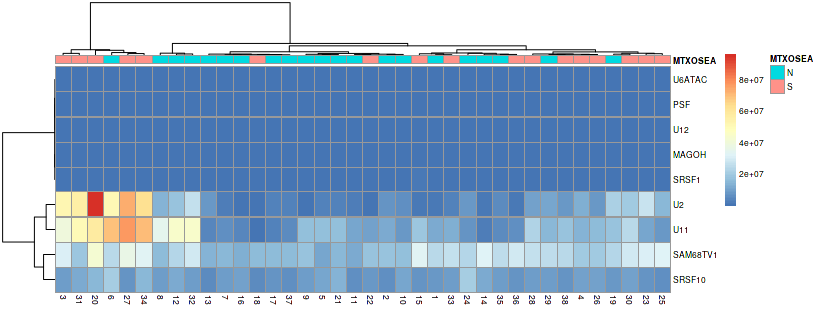 MTXOSEA
U6ATAC
PSF
U12
MAGOH
SRSF1
U2
U11
SAM68TV1
SRSF10
3 31 20 6 27 34 8 12 32 13 7 16 18 17 37 9 5 21 11 22 2 10 15 1 33 24 14 35 36 28 29 38 4 26 19 30 23 25
8e+07
6e+07
4e+07
2e+07
MTXOSEA
N
S